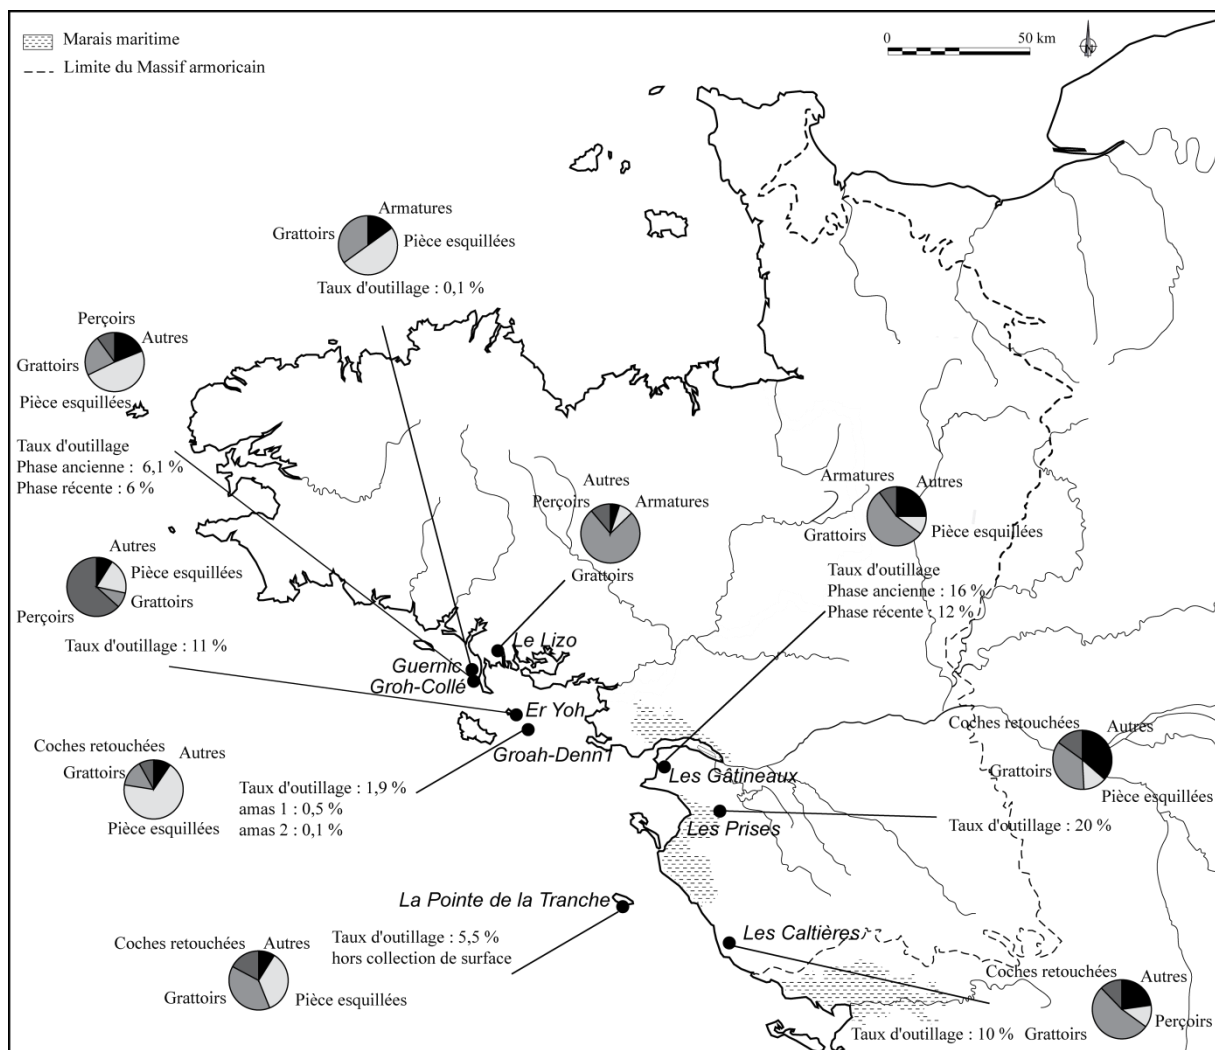 Marais maritime
Limite du Massif armoricain
0 50 km
N
Armatures
Grattoirs
Pièce esquillées
Taux d'outillage : 0,1 %
Perçoirs
Autres
Grattoirs
Pièce esquillées
Taux d'outillage
Phase ancienne : 6,1 %
Phase récente : 6 %
Autres
Perçoirs
Armatures
Grattoirs
Armatures
Autres
Grattoirs
Pièce esquillées
Taux d'outillage
Phase ancienne : 16 %
Phase récente : 12 %
Autres
Pièce esquillées
Grattoirs
Perçoirs
Taux d'outillage : 11 %
Le Lizo
Guernic
Groh-Collé
Er Yoh
Groah-Denn1
Les Gâtineaux
Les Prises
Coches retouchées
Autres
Grattoirs
Pièce esquillées
Taux d'outillage : 20 %
Coches retouchées
Autres
Grattoirs
Pièce esquillées
Taux d'outillage : 1,9 %
amas 1 : 0,5 %
amas 2 : 0,1 %
La Pointe de la Tranche
Les Caltières
Taux d'outillage : 5,5 %
hors collection de surface
Coches retouchées
Autres
Grattoirs
Pièce esquillées
Coches retouchées
Autres
Grattoirs
Perçoirs
Taux d'outillage : 10 %